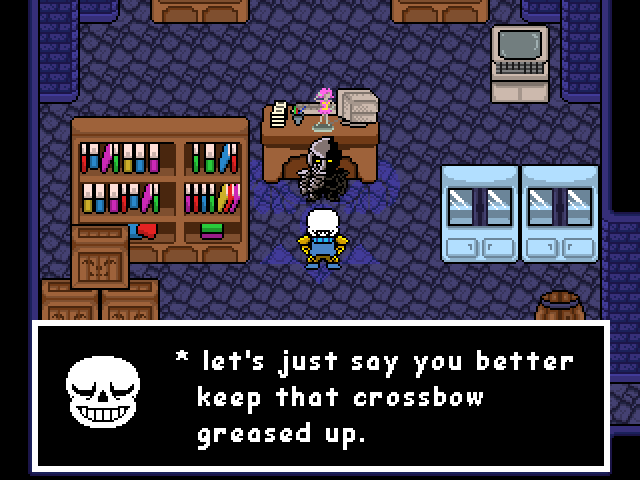 * let's just say you better
keep that crossbow
greased up.